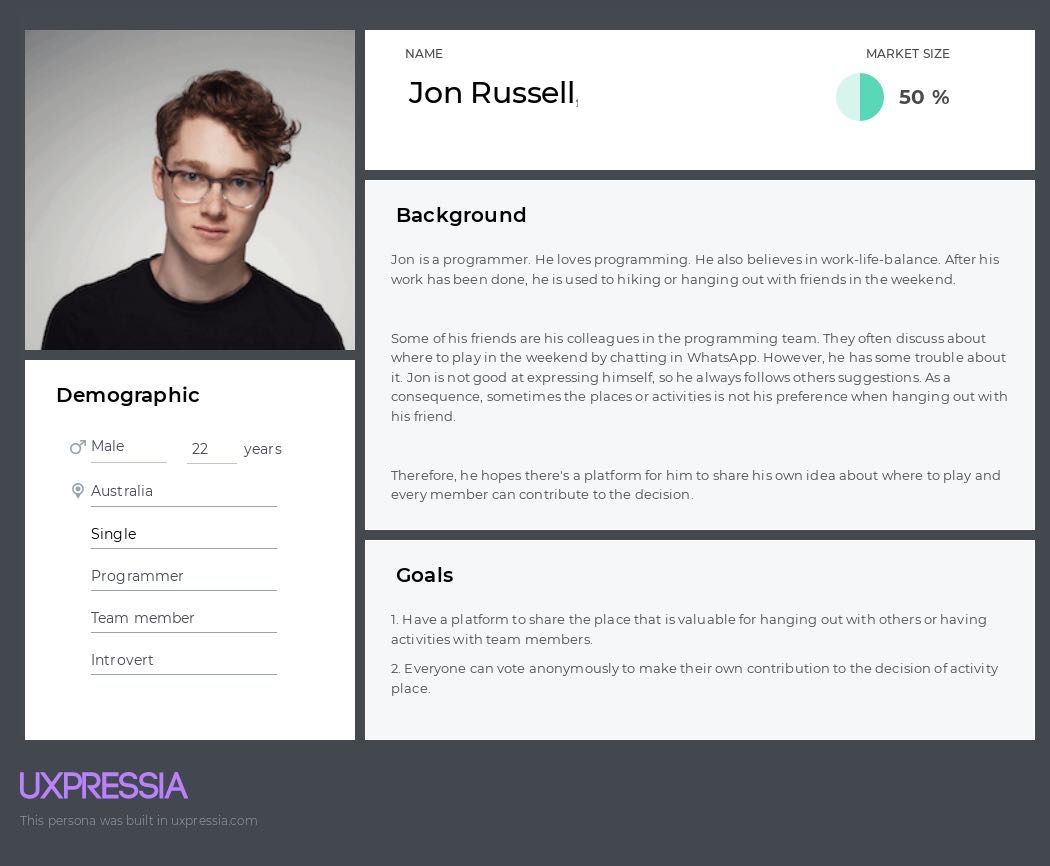 NAME
Jon Russell
MARKET SIZE
50 %
Background
Jon is a programmer. He loves programming. He also believes in work-life-balance. After his
work has been done, he is used to hiking or hanging out with friends in the weekend.
Some of his friends are his colleagues in the programming team. They often discuss about
where to play in the weekend by chatting in WhatsApp. However, he has some trouble about
it. Jon is not good at expressing himself, so he always follows others suggestions. As a
consequence, sometimes the places or activities is not his preference when hanging out with
his friend.
Therefore, he hopes there's a platform for him to share his own idea about where to play and
every member can contribute to the decision.
Demographic
Male
22 years
Australia
Single
Programmer
Team member
Introvert
Goals
1. Have a platform to share the place that is valuable for hanging out with others or having
activities with team members.
2. Everyone can vote anonymously to make their own contribution to the decision of activity
place.
UXPRESSIA
This persona was built in uxpressia.com